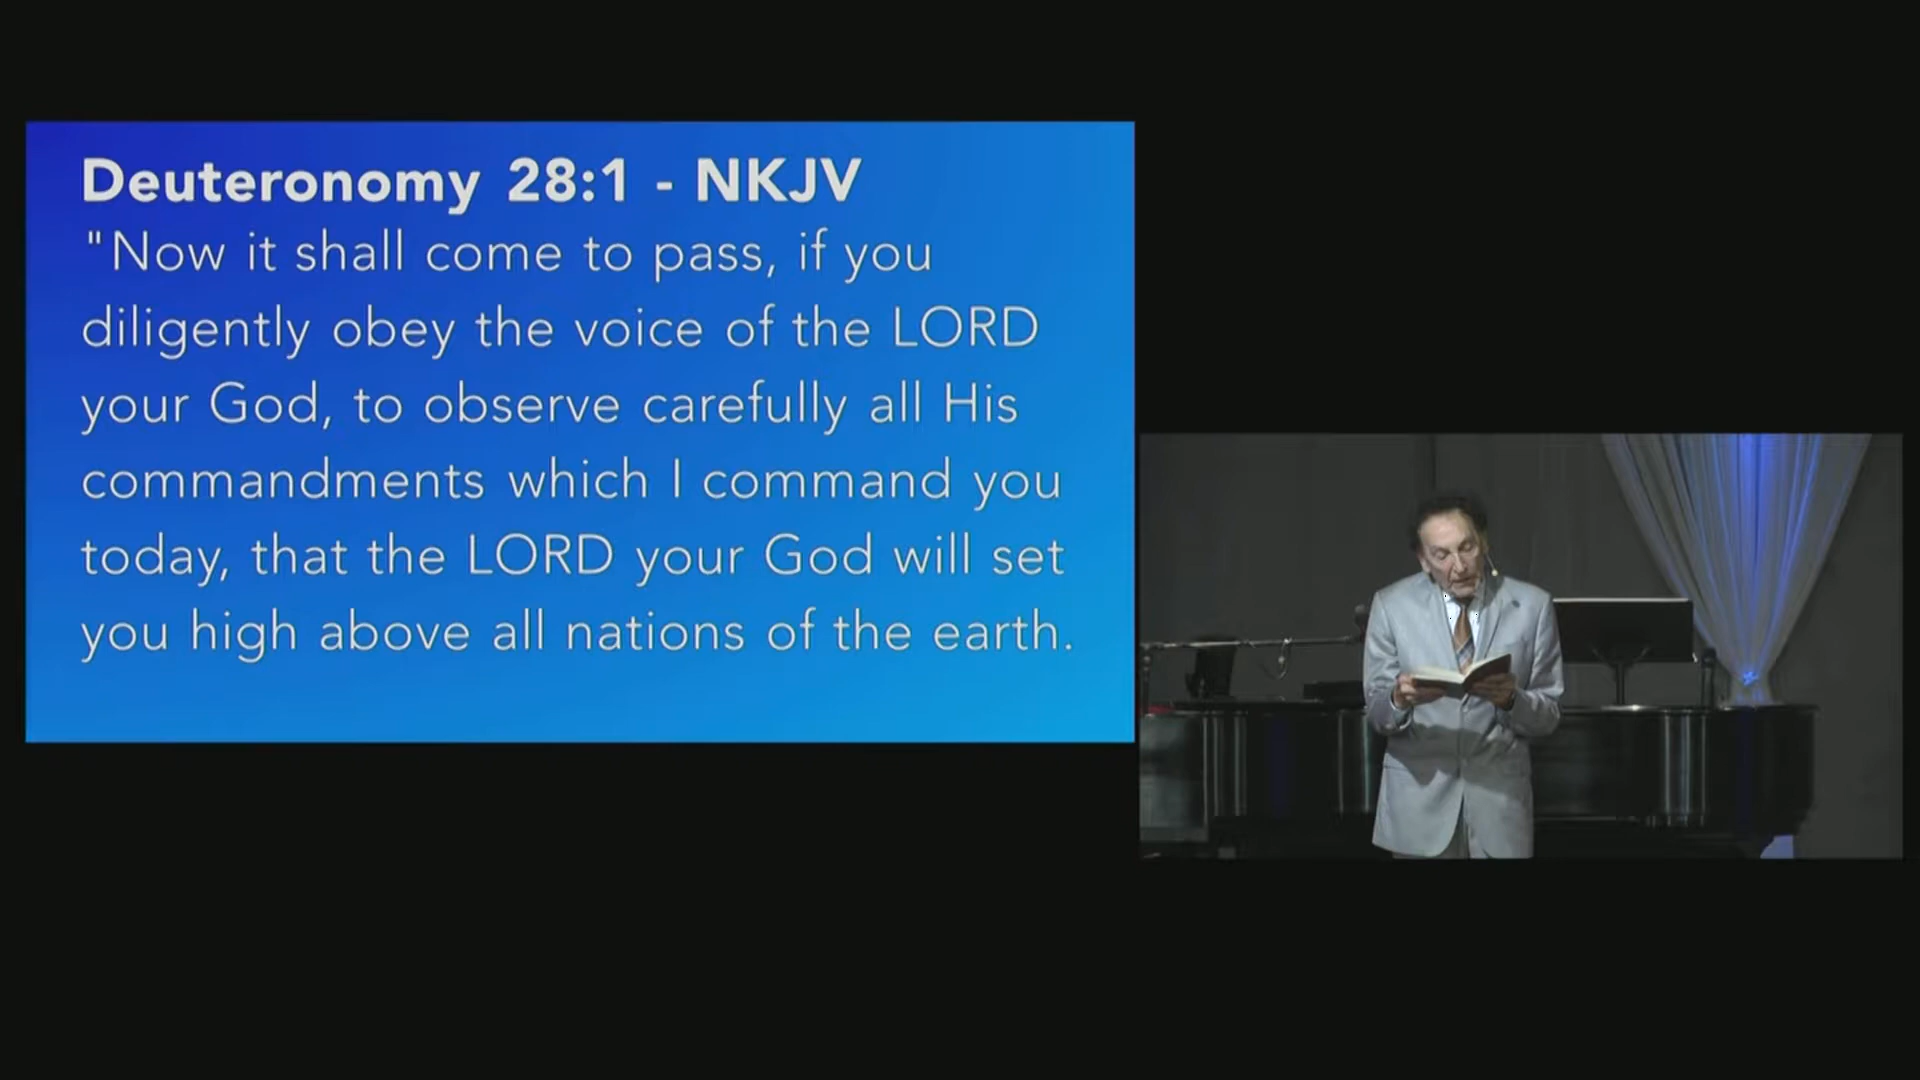 Deuteronomy 28:1 - NKJV
"Now it shall come to pass, if you
diligently obey the voice of the LORD
your God, to observe carefully all His
commandments which I command you
today, that the LORD your God will set
you high above all nations of the earth.